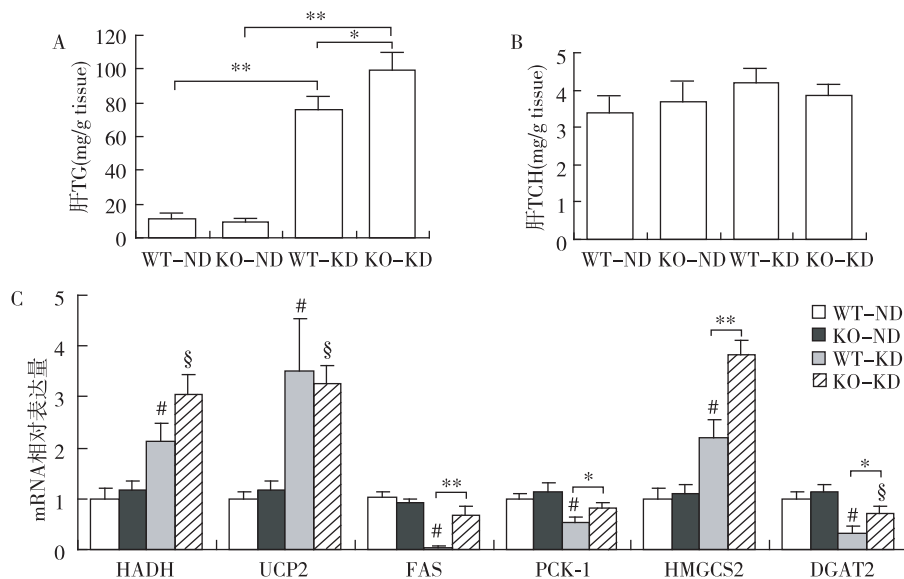 A
肝TG(mg/g tissue)
120
100
80
60
40
20
0
**
*
**
WT-ND KO-ND WT-KD KO-KD
B
肝TCH(mg/g tissue)
5
4
3
2
1
0
WT-ND KO-ND WT-KD KO-KD
C
mRNA相对表达量
5
4
3
2
1
0
# § # § # ** # * # ** # * §
HADH UCP2 FAS PCK-1 HMGCS2 DGAT2
WT-ND
KO-ND
WT-KD
KO-KD